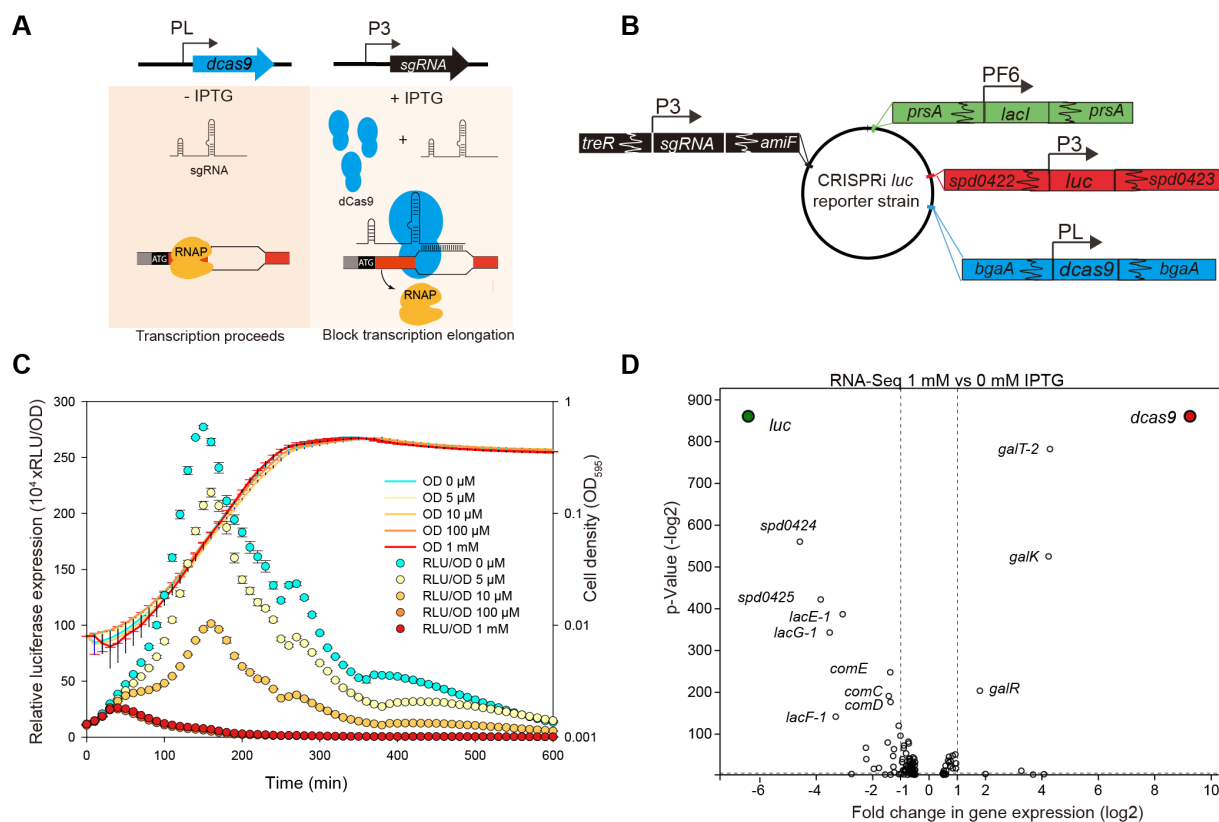 A
PL
dcas9
P3
sgRNA
- IPTG
+ IPTG
sgRNA
+
dCas9
ATG
RNAP
ATG
RNAP
Transcription proceeds
Block transcription elongation
B
PF6
prsA
lacI
prsA
P3
treR
sgRNA
amiF
P3
spd0422
luc
spd0423
CRISPRi luc
reporter strain
PL
bgaA
dcas9
bgaA
C
Relative luciferase expression (10⁴ xRLU/OD)
300
250
200
150
100
50
0
1
0.1
0.01
0.001
Cell density (OD₅₉₅)
OD 0 µM
OD 5 µM
OD 10 µM
OD 100 µM
OD 1 mM
RLU/OD 0 µM
RLU/OD 5 µM
RLU/OD 10 µM
RLU/OD 100 µM
RLU/OD 1 mM
0 100 200 300 400 500 600
Time (min)
D
RNA-Seq 1 mM vs 0 mM IPTG
p-Value (-log2)
900
800
700
600
500
400
300
200
100
luc
dcas9
galT-2
spd0424
galK
spd0425
lacE-1
lacG-1
comE
comC
comD
galR
lacF-1
-6 -4 -2 -1 0 1 2 4 6 8 10
Fold change in gene expression (log2)